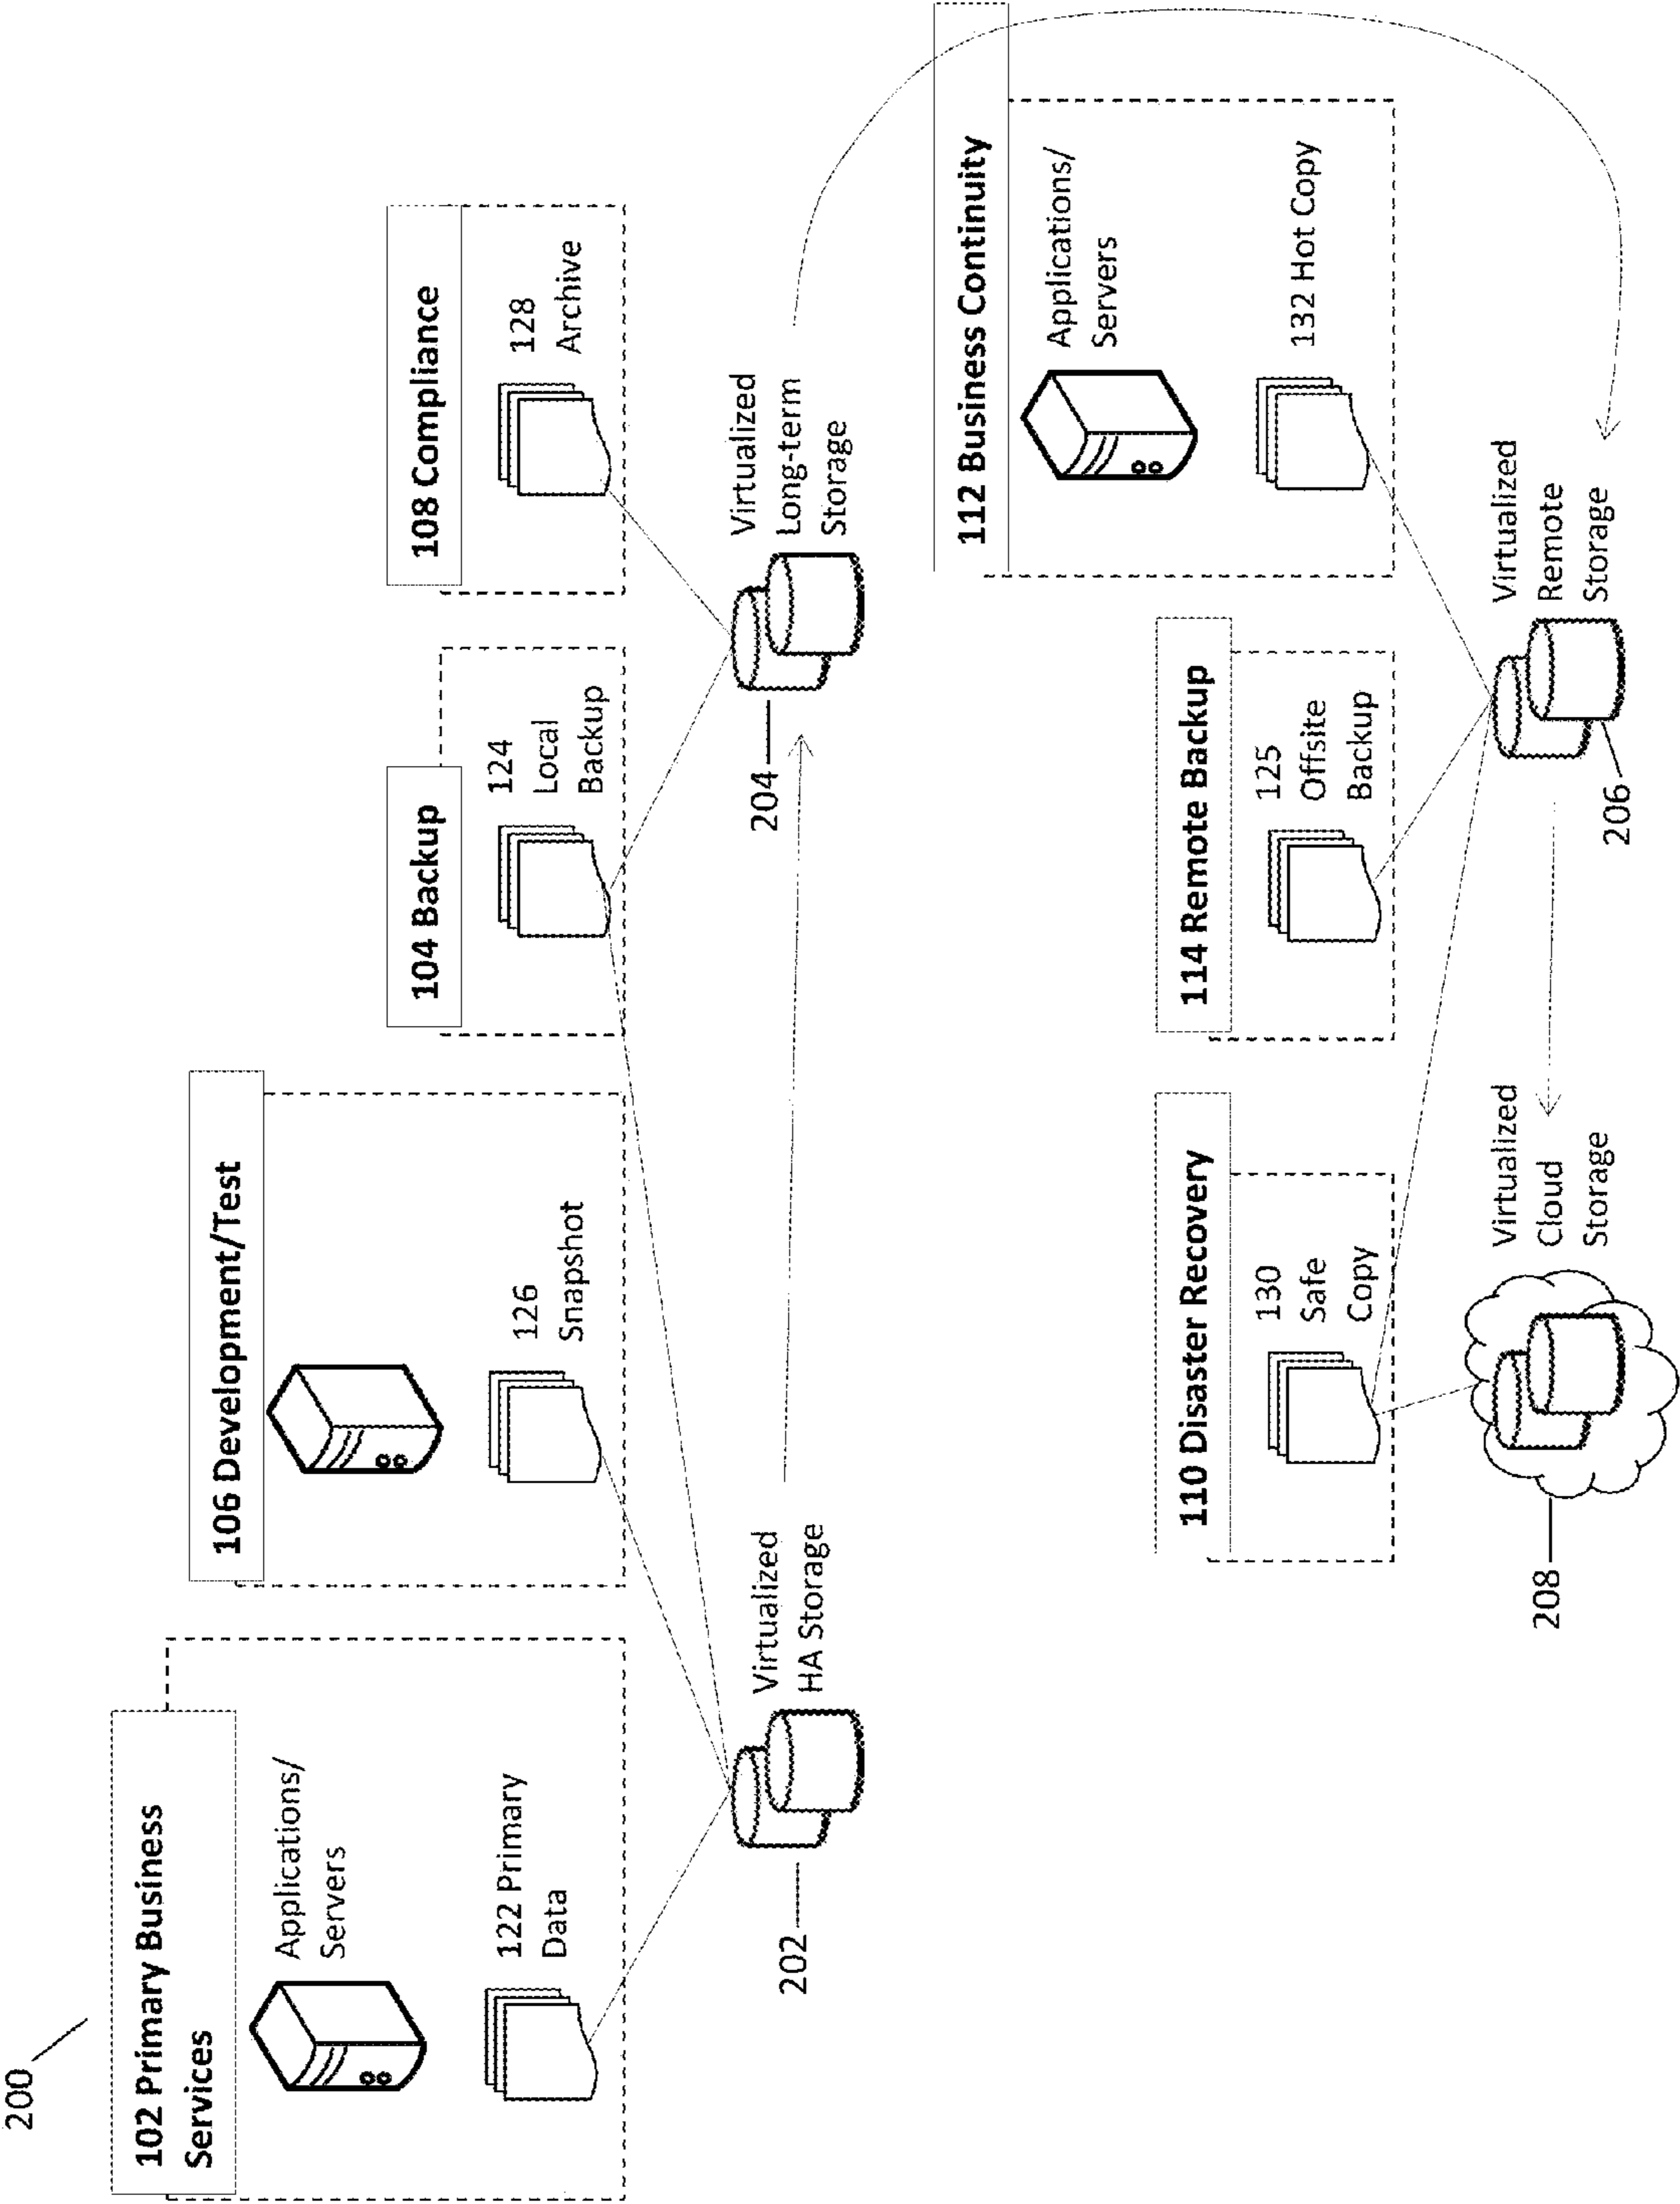 200
102 Primary Business
Services
Applications/
Servers
122 Primary
Data
106 Development/Test
126
Snapshot
104 Backup
124
Local
Backup
108 Compliance
128
Archive
202
Virtualized
HA Storage
204
Virtualized
Long-term
Storage
110 Disaster Recovery
130
Safe
Copy
114 Remote Backup
125
Offsite
Backup
112 Business Continuity
Applications/
Servers
132 Hot Copy
208
Virtualized
Cloud
Storage
206
Virtualized
Remote
Storage